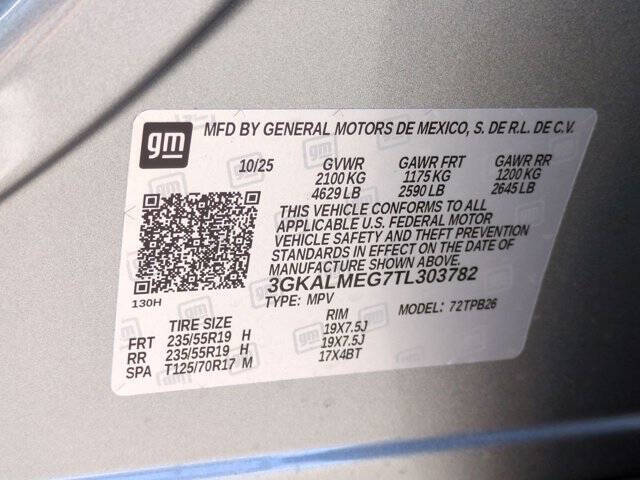 gm MFD BY GENERAL MOTORS DE MEXICO, S. DE R.L. DE C.V.
10/25 GVWR GAWR FRT GAWR RR
2100 KG 1175 KG 1200 KG
4629 LB 2590 LB 2645 LB
THIS VEHICLE CONFORMS TO ALL
APPLICABLE U.S. FEDERAL MOTOR
VEHICLE SAFETY AND THEFT PREVENTION
STANDARDS IN EFFECT ON THE DATE OF
MANUFACTURE SHOWN ABOVE.
3GKALMEG7TL303782
130H TYPE: MPV MODEL: 72TPB26
TIRE SIZE RIM
FRT 235/55R19 H 19X7.5J
RR 235/55R19 H 19X7.5J
SPA T125/70R17 M 17X4BT